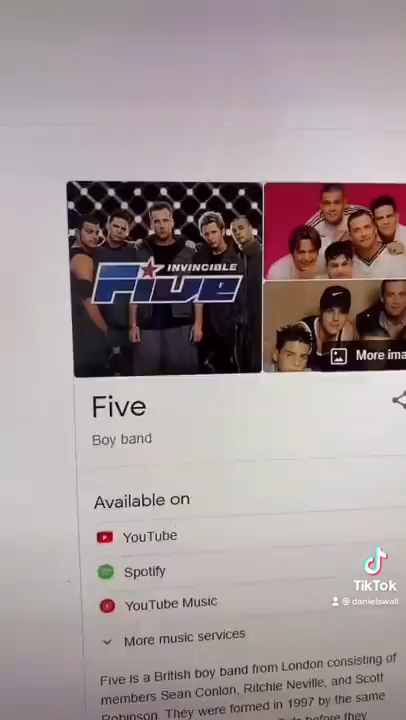 INVINCIBLE
Five
More ima
Five
Boy band
Available on
YouTube
Spotify
YouTube Music
More music services
TikTok
@danielswall
Five is a British boy band from London consisting of
members Sean Conlon, Ritchie Neville, and Scott
Robinson. They were formed in 1997 by the same
before they